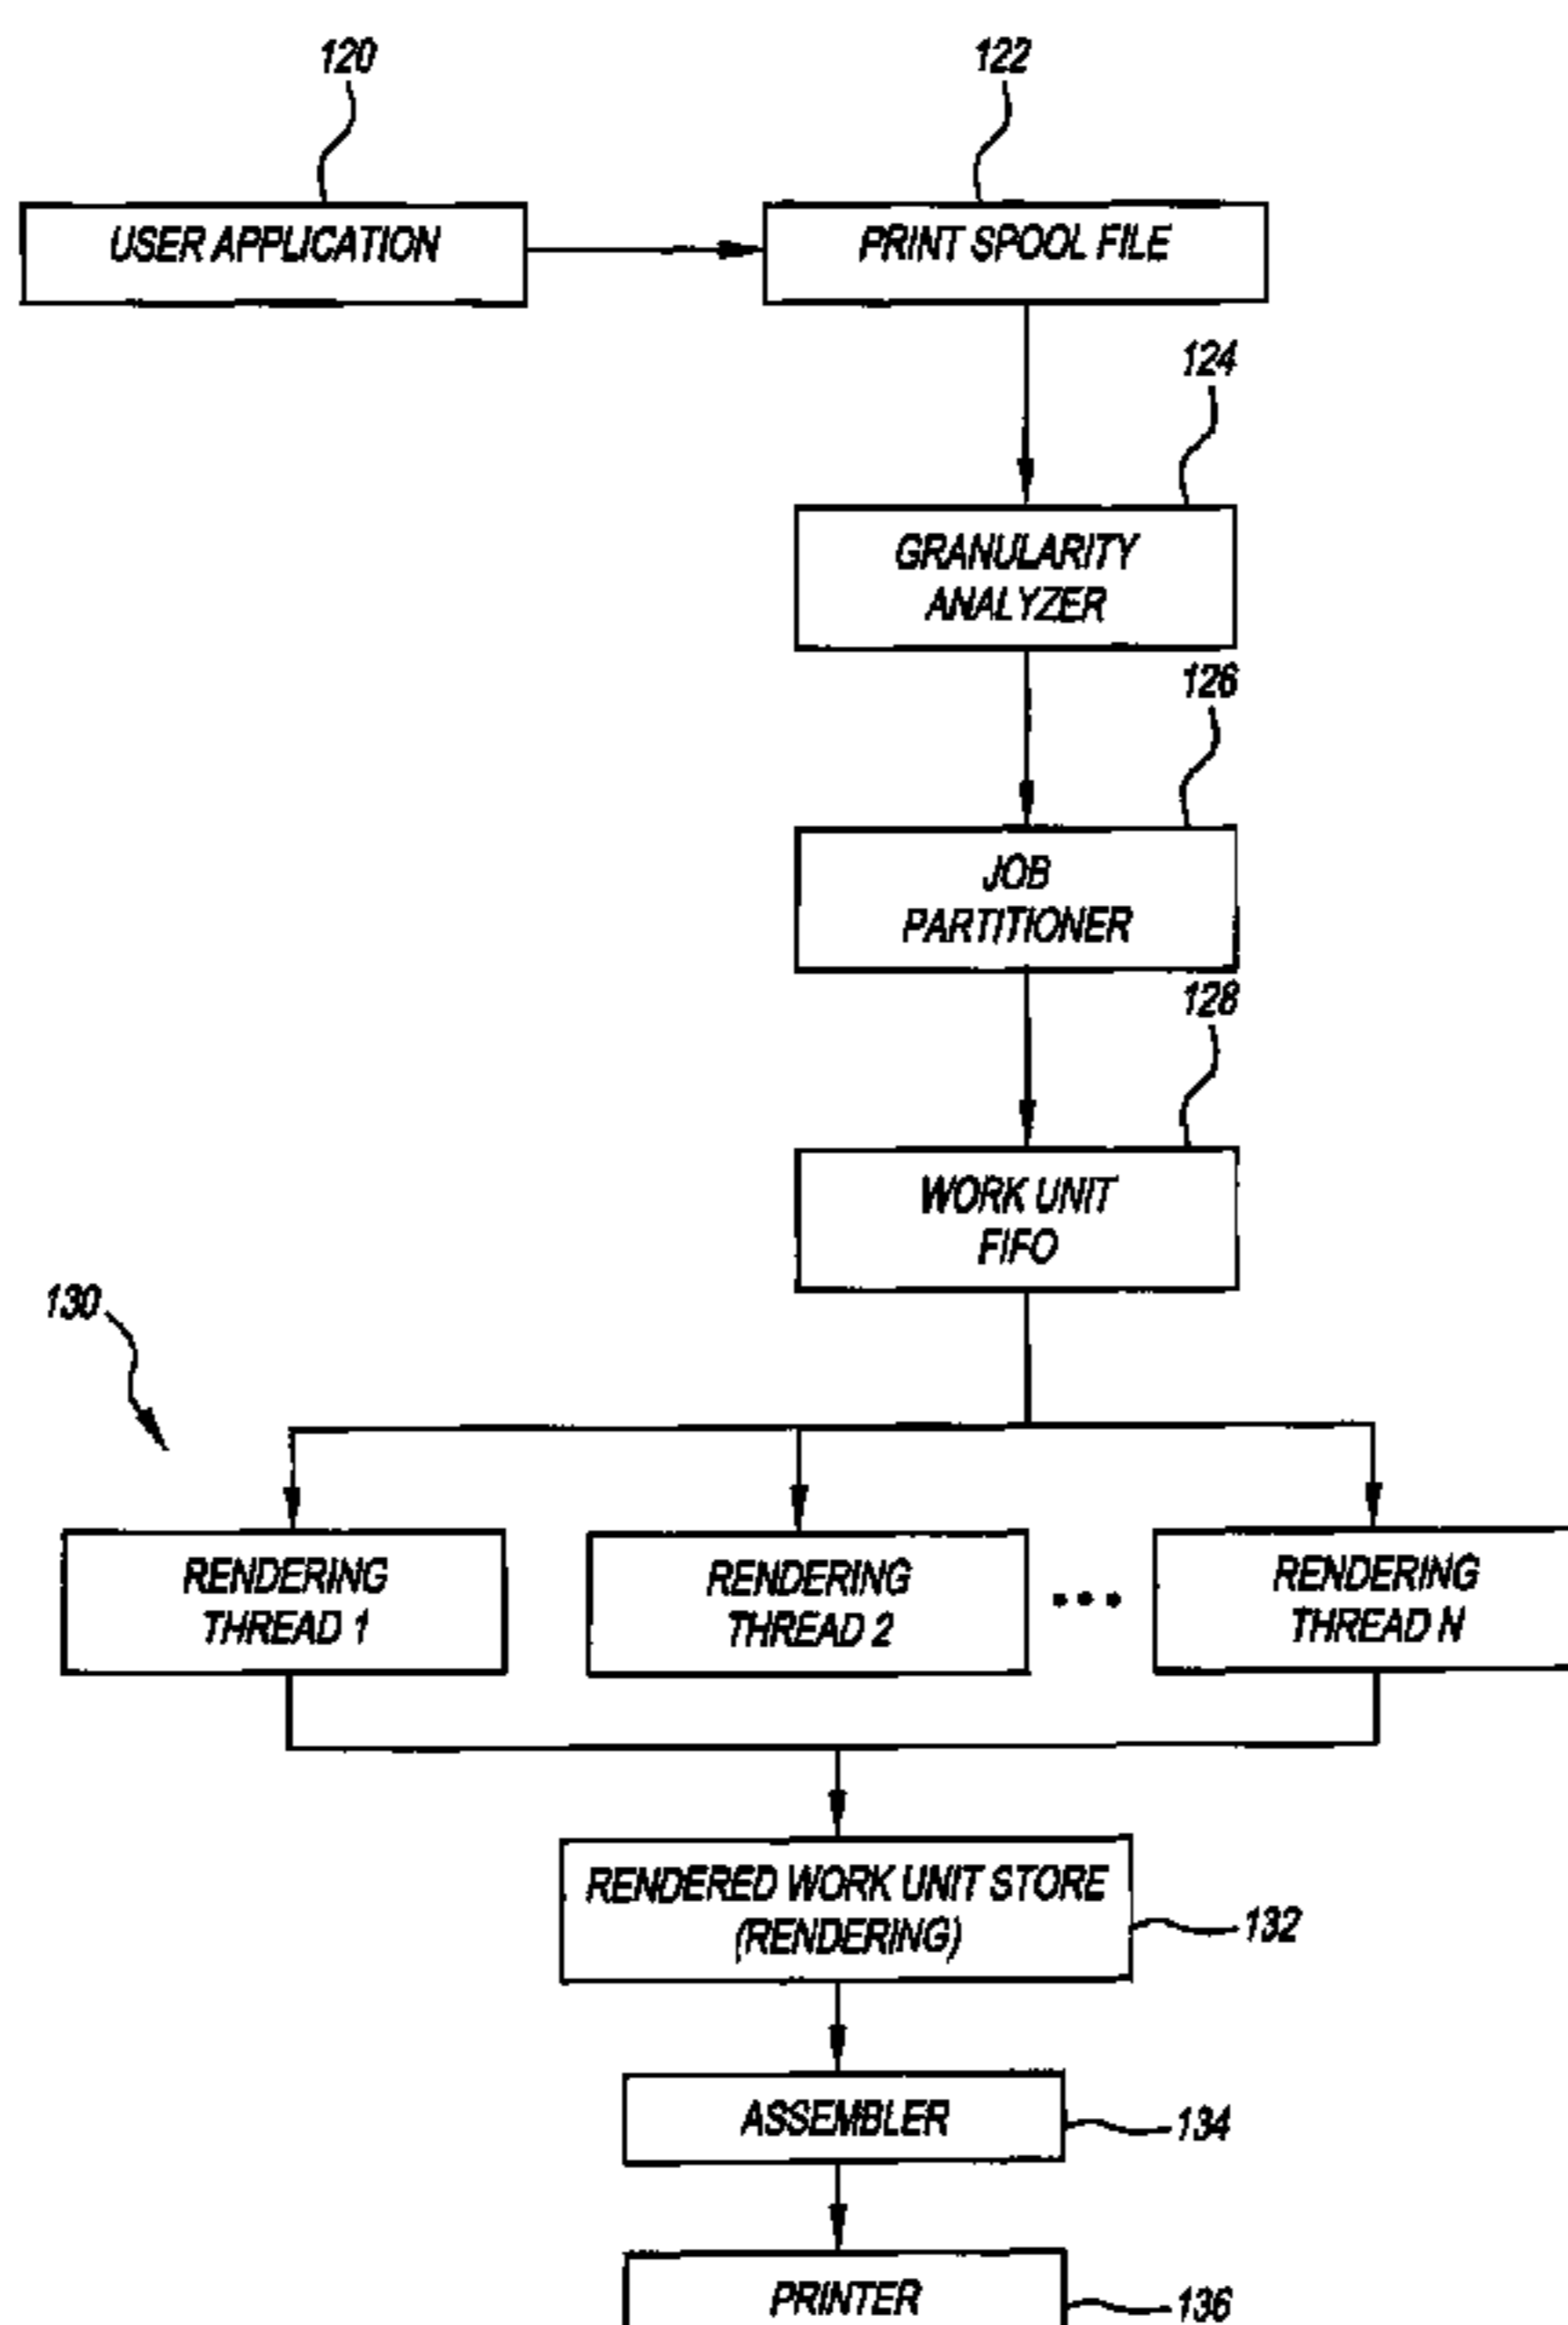 120
122
USER APPLICATION
PRINT SPOOL FILE
124
GRANULARITY
ANALYZER
126
JOB
PARTITIONER
128
WORK UNIT
FIFO
130
RENDERING
THREAD 1
RENDERING
THREAD 2
•••
RENDERING
THREAD N
RENDERED WORK UNIT STORE
(RENDERING)
132
ASSEMBLER
134
PRINTER
136